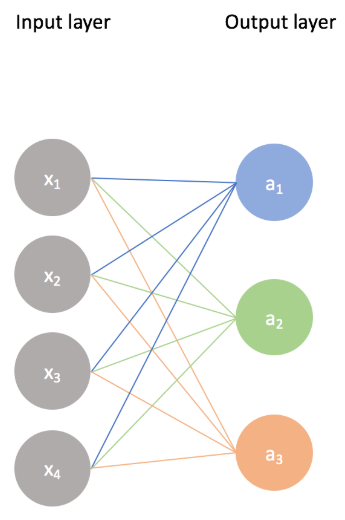 Input layer
Output layer
x₁
a₁
x₂
a₂
x₃
a₃
x₄